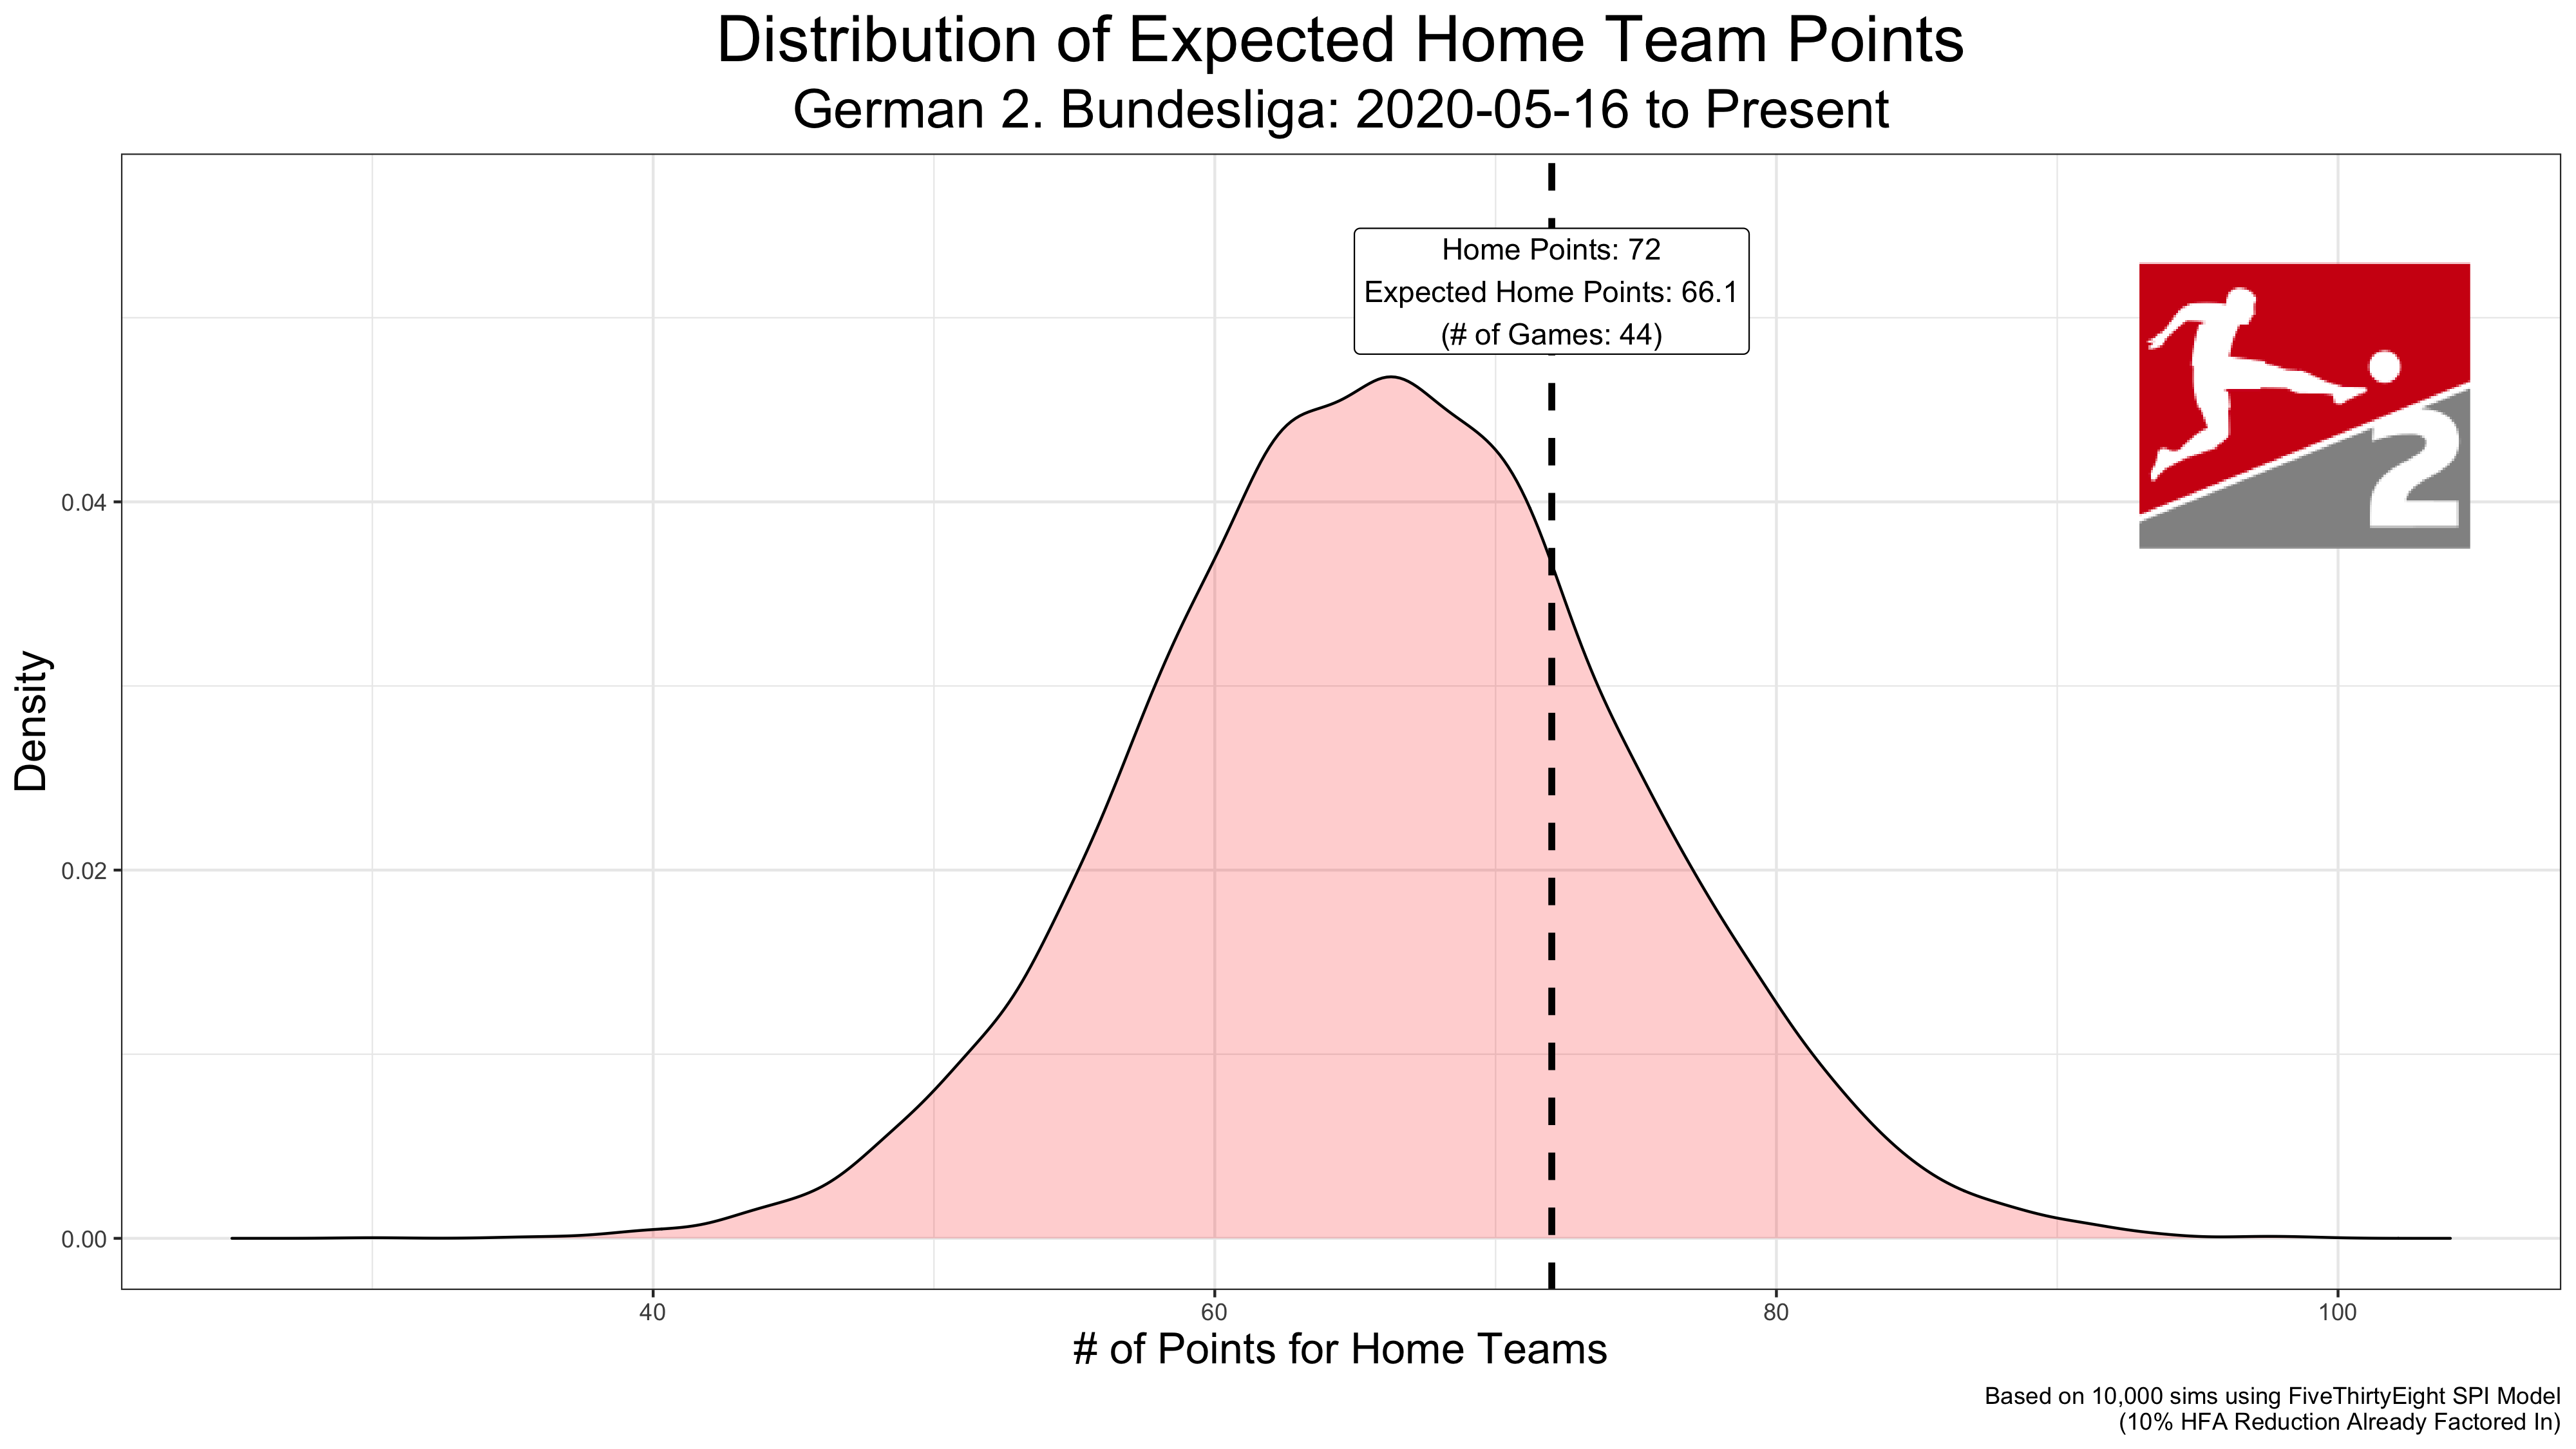 Distribution of Expected Home Team Points
German 2. Bundesliga: 2020-05-16 to Present
Home Points: 72
Expected Home Points: 66.1
(# of Games: 44)
2
Density
0.04
0.02
0.00
40
60
80
100
# of Points for Home Teams
Based on 10,000 sims using FiveThirtyEight SPI Model
(10% HFA Reduction Already Factored In)